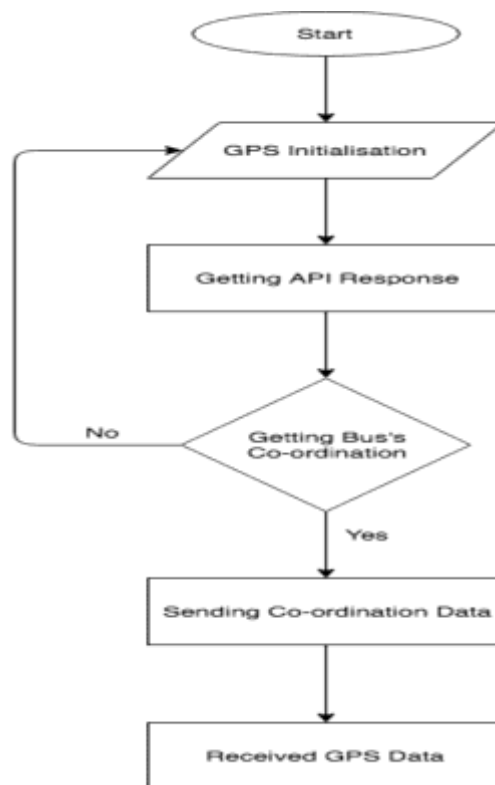 Start
GPS Initialisation
Getting API Response
Getting Bus's
Co-ordination
No
Yes
Sending Co-ordination Data
Received GPS Data